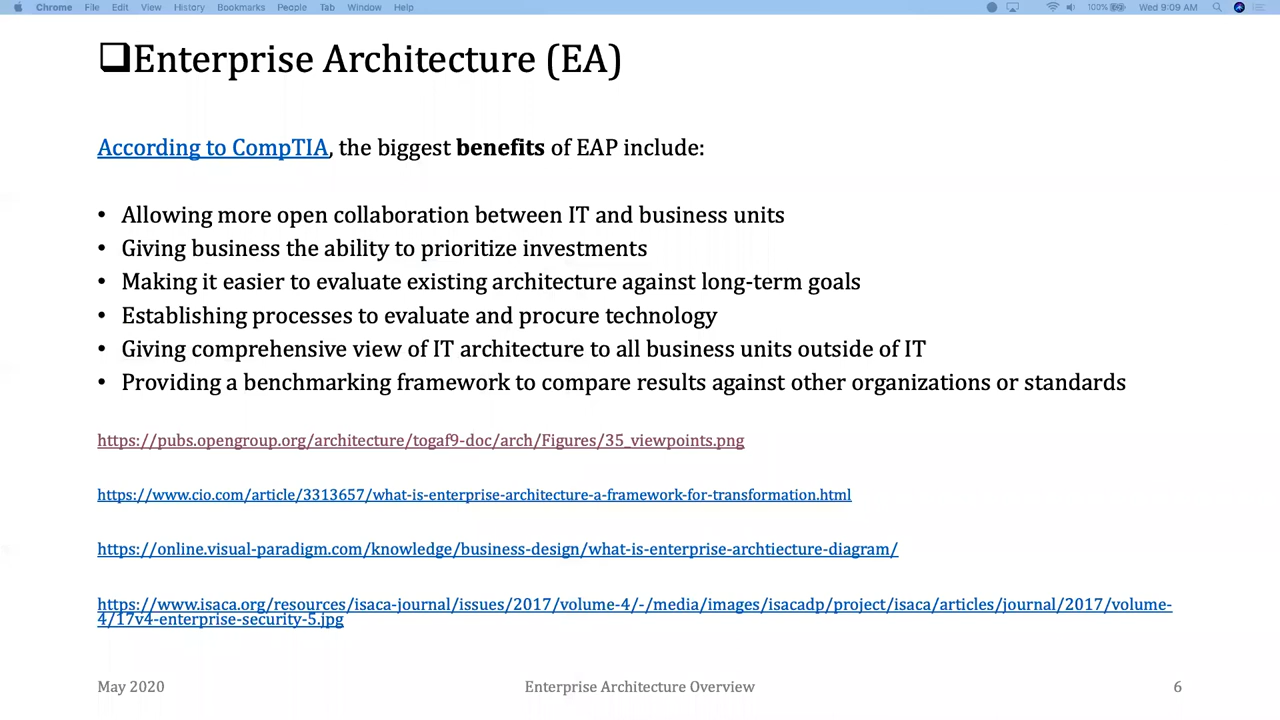 Chrome File Edit View History Bookmarks People Tab Window Help 100% Wed 9:09 AM
❑Enterprise Architecture (EA)
According to CompTIA, the biggest benefits of EAP include:
• Allowing more open collaboration between IT and business units
• Giving business the ability to prioritize investments
• Making it easier to evaluate existing architecture against long-term goals
• Establishing processes to evaluate and procure technology
• Giving comprehensive view of IT architecture to all business units outside of IT
• Providing a benchmarking framework to compare results against other organizations or standards
https://pubs.opengroup.org/architecture/togaf9-doc/arch/Figures/35_viewpoints.png
https://www.cio.com/article/3313657/what-is-enterprise-architecture-a-framework-for-transformation.html
https://online.visual-paradigm.com/knowledge/business-design/what-is-enterprise-archtiecture-diagram/
https://www.isaca.org/resources/isaca-journal/issues/2017/volume-4/-/media/images/isacadp/project/isaca/articles/journal/2017/volume-
4/17v4-enterprise-security-5.jpg
May 2020 Enterprise Architecture Overview 6